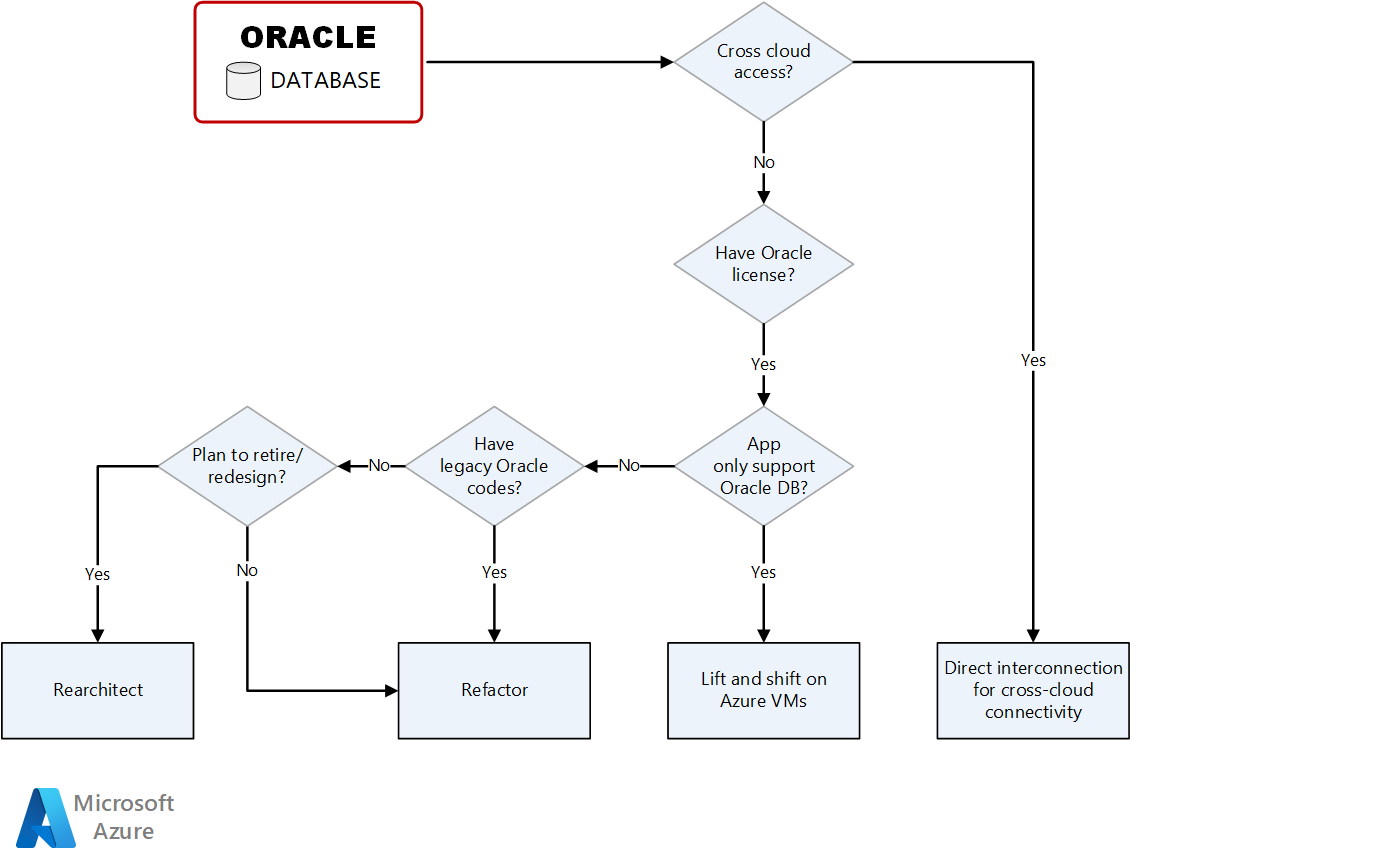 ORACLE
DATABASE
Cross cloud
access?
No
Have Oracle
license?
Yes
Yes
App
only support
Oracle DB?
No
Have
legacy Oracle
codes?
No
Plan to retire/
redesign?
Yes
No
Yes
Yes
Rearchitect
Refactor
Lift and shift on
Azure VMs
Direct interconnection
for cross-cloud
connectivity
Microsoft
Azure